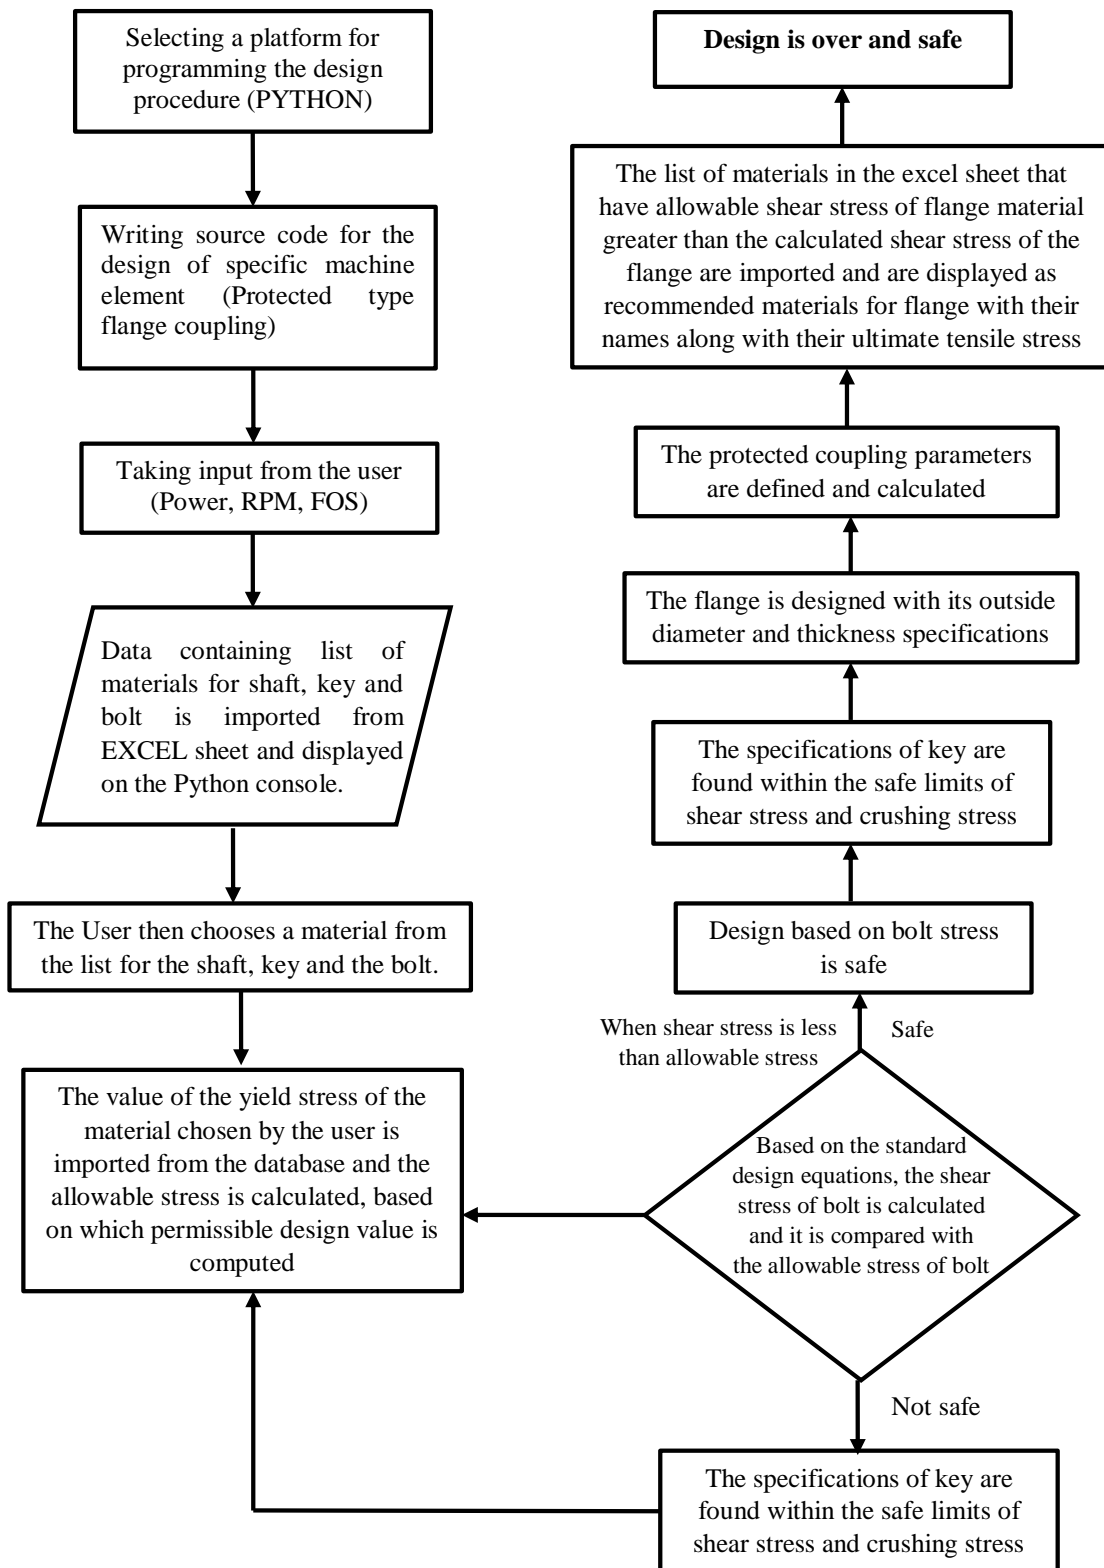 Selecting a platform for
programming the design
procedure (PYTHON)
Writing source code for the
design of specific machine
element (Protected type
flange coupling)
Taking input from the user
(Power, RPM, FOS)
Data containing list of
materials for shaft, key and
bolt is imported from
EXCEL sheet and displayed
on the Python console.
The User then chooses a material from
the list for the shaft, key and the bolt.
The value of the yield stress of the
material chosen by the user is
imported from the database and the
allowable stress is calculated, based
on which permissible design value is
computed
Design is over and safe
The list of materials in the excel sheet that
have allowable shear stress of flange material
greater than the calculated shear stress of the
flange are imported and are displayed as
recommended materials for flange with their
names along with their ultimate tensile stress
The protected coupling parameters
are defined and calculated
The flange is designed with its outside
diameter and thickness specifications
The specifications of key are
found within the safe limits of
shear stress and crushing stress
Design based on bolt stress
is safe
When shear stress is less
than allowable stress
Safe
Based on the standard
design equations, the shear
stress of bolt is calculated
and it is compared with
the allowable stress of bolt
Not safe
The specifications of key are
found within the safe limits of
shear stress and crushing stress